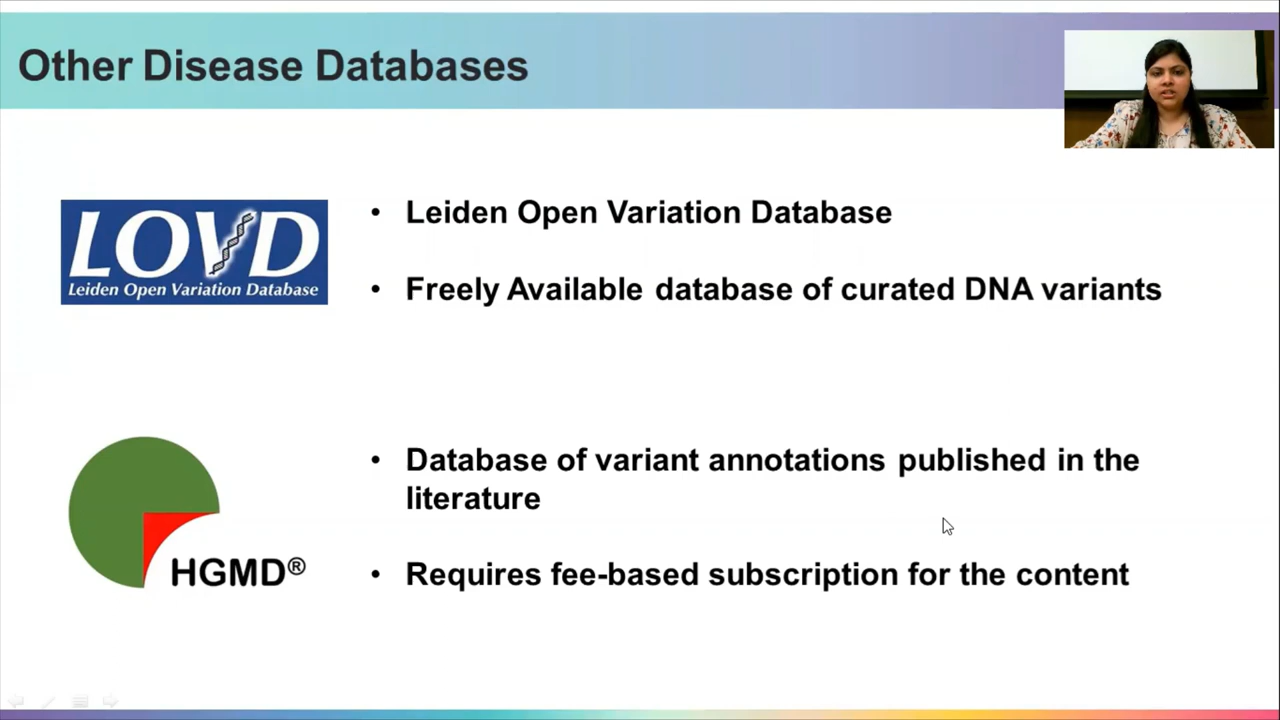 Other Disease Databases
LOVD
Leiden Open Variation Database
• Leiden Open Variation Database
• Freely Available database of curated DNA variants
HGMD®
• Database of variant annotations published in the
literature
• Requires fee-based subscription for the content